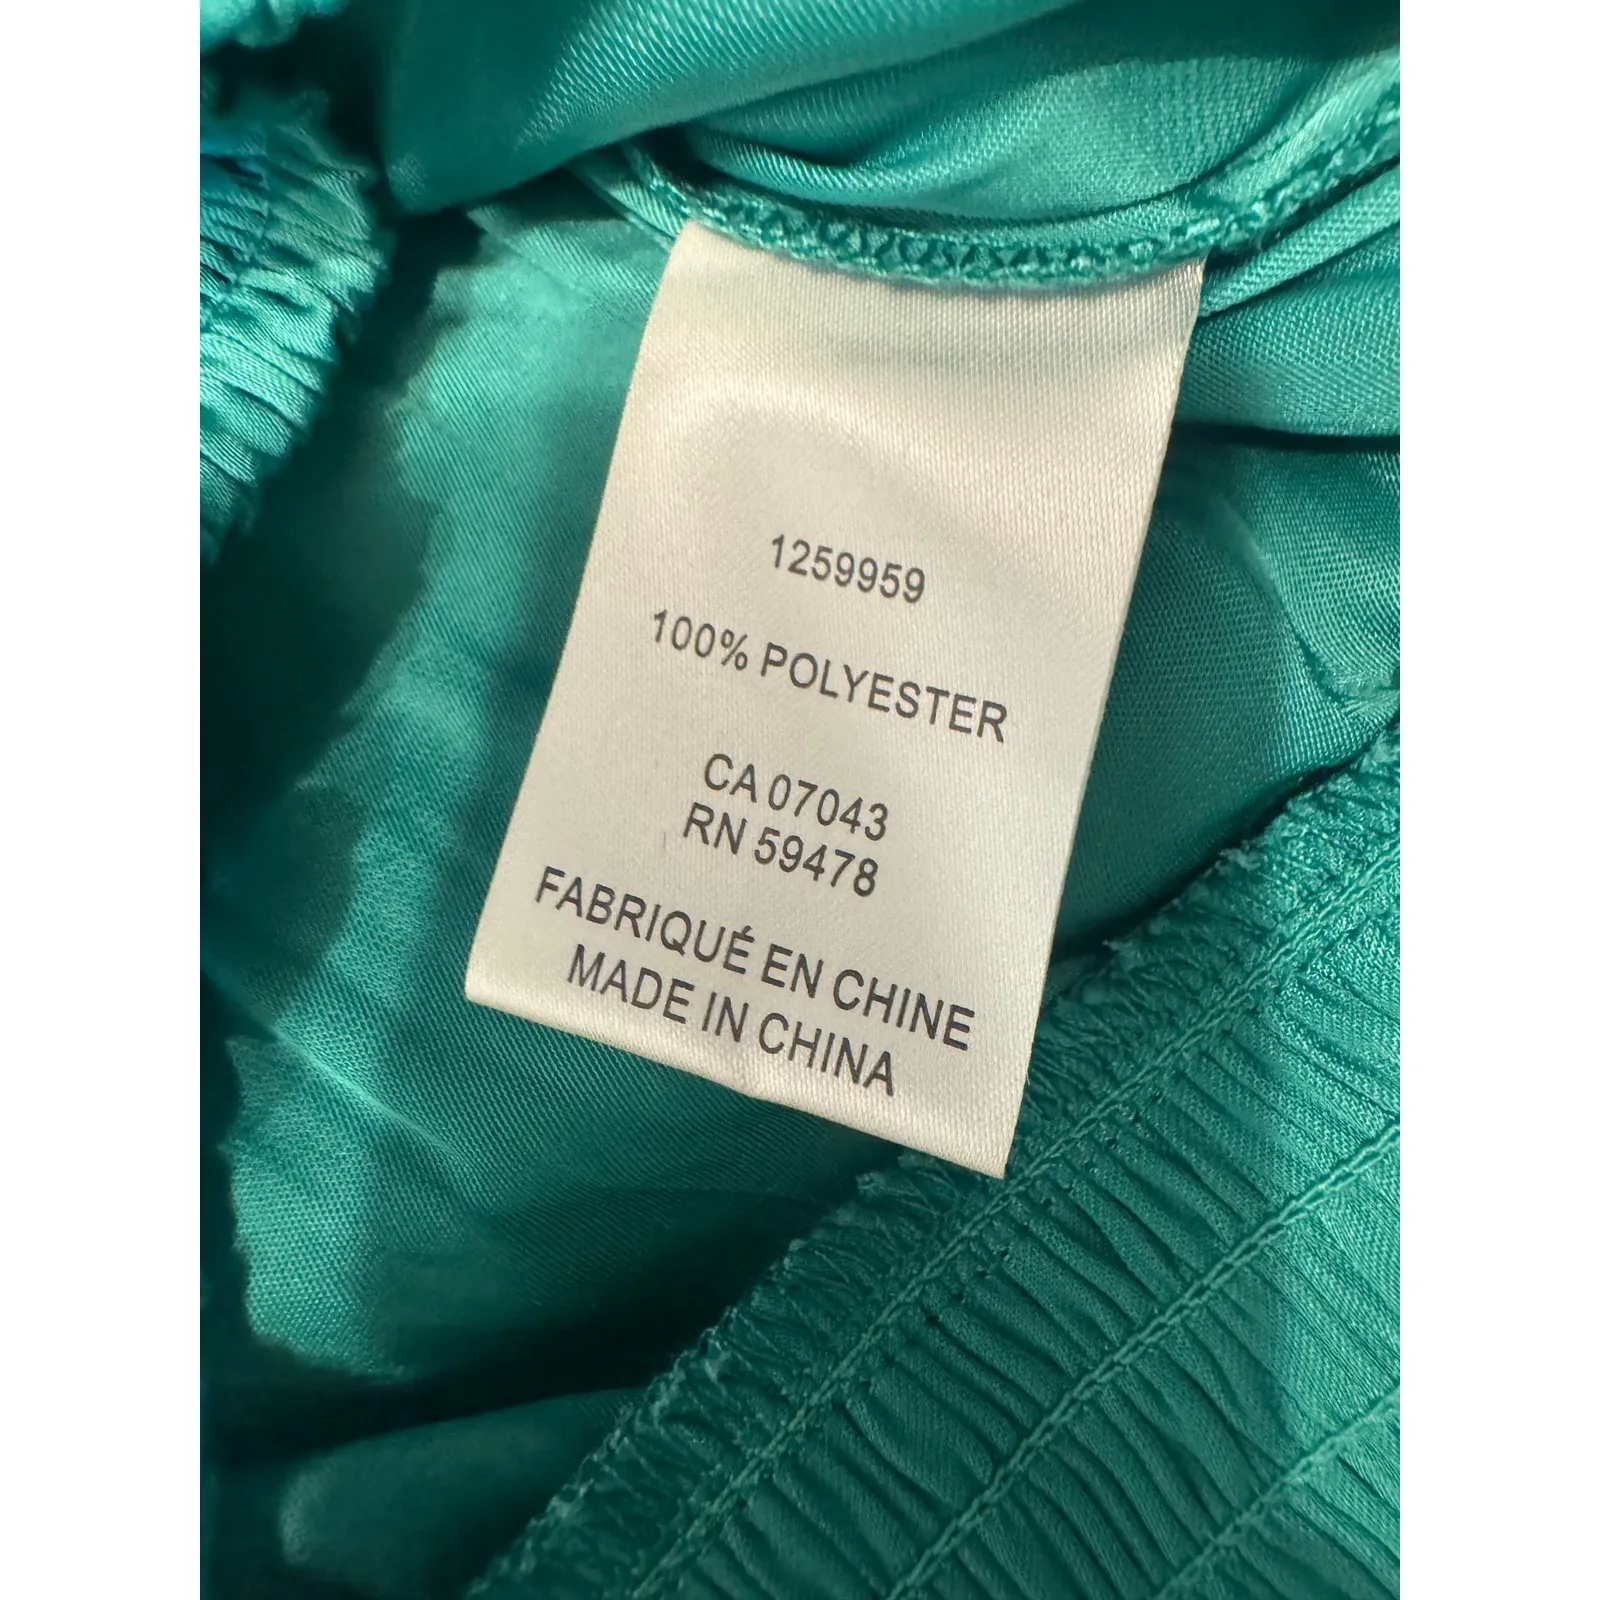 1259959
100% POLYESTER
CA 07043
RN 59478
FABRIQUÉ EN CHINE
MADE IN CHINA